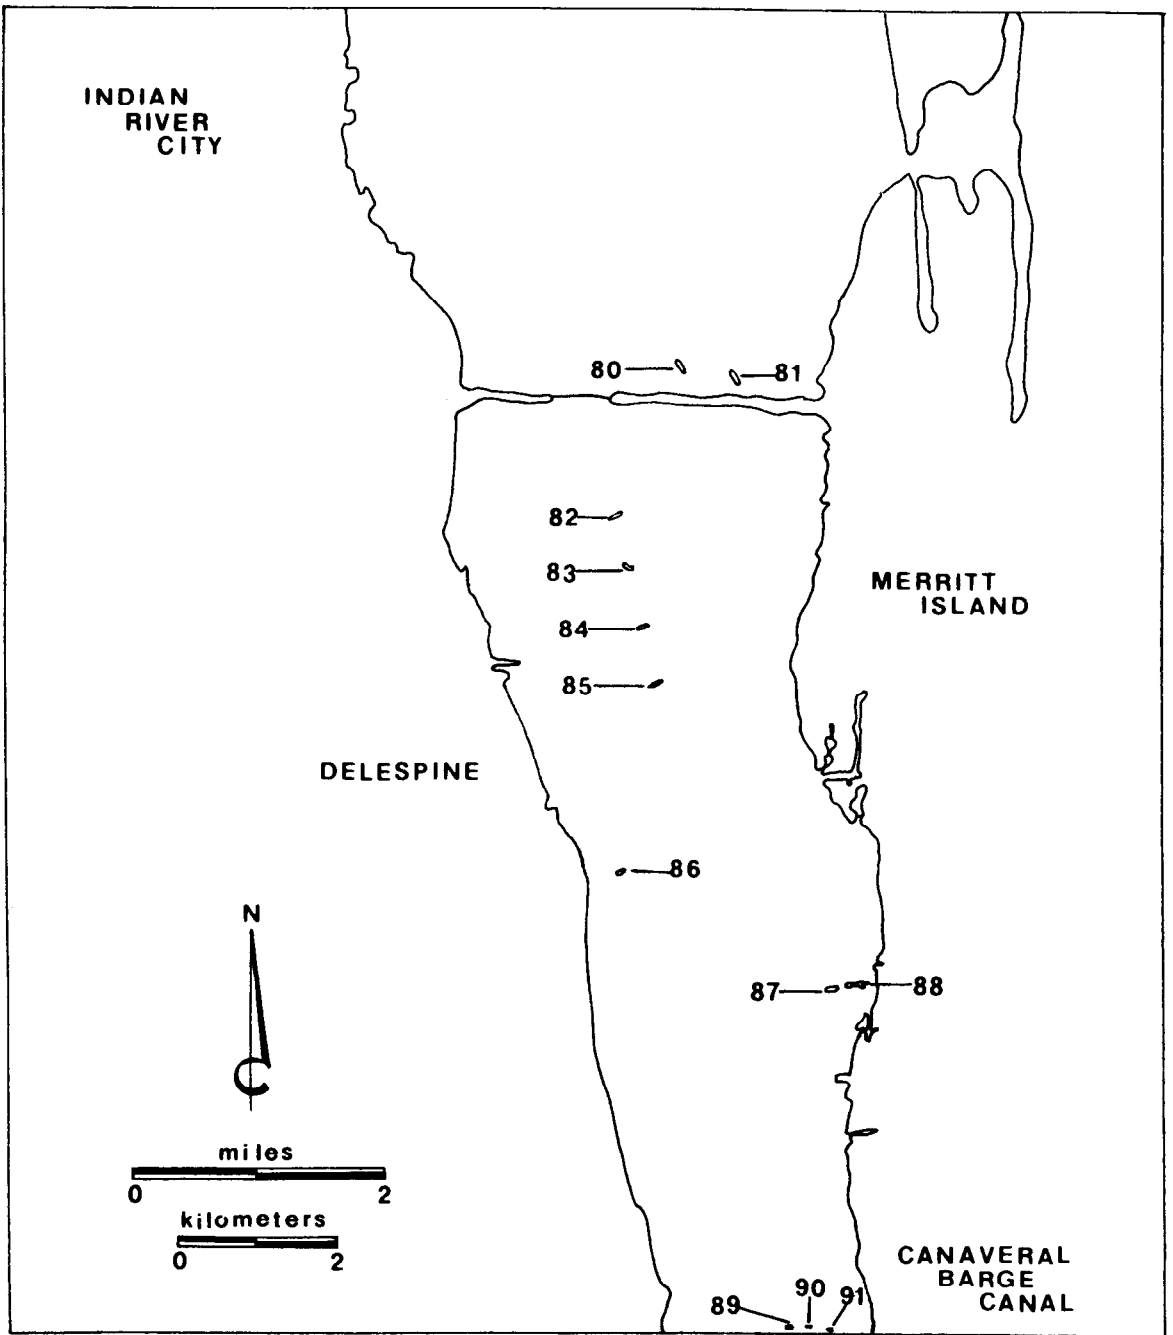 INDIAN
RIVER
CITY
80
81
82
83
MERRITT
ISLAND
84
85
DELESPINE
86
N
87
88
miles
0 2
kilometers
0 2
CANAVERAL
BARGE
CANAL
89
90
91